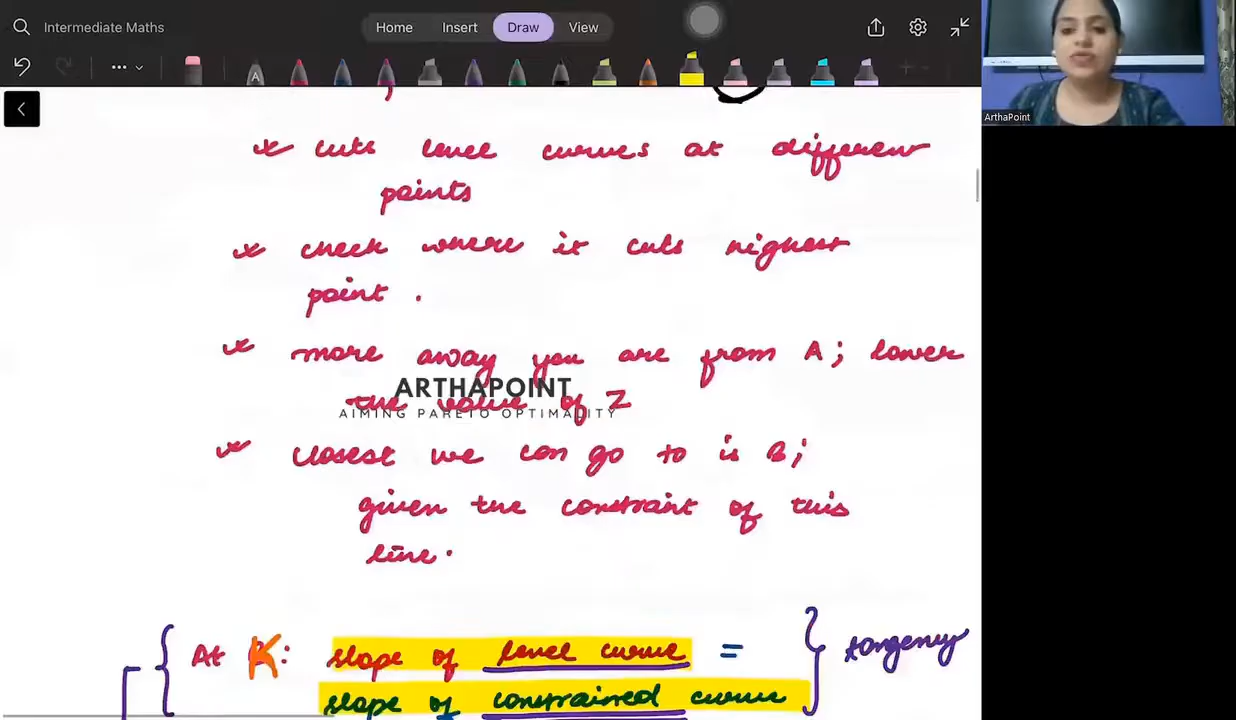 Intermediate Maths
Home Insert Draw View
A
ArthaPoint
* cuts level curves at different
points
* check where it cuts highest
point .
* more away you are from A; lower
the value of Z
ARTHAPOINT
AIMING PARETO OPTIMALITY
* closest we can go to is B;
given the constraint of this
line.
At K: slope of level curve =
slope of constrained curve
tangency